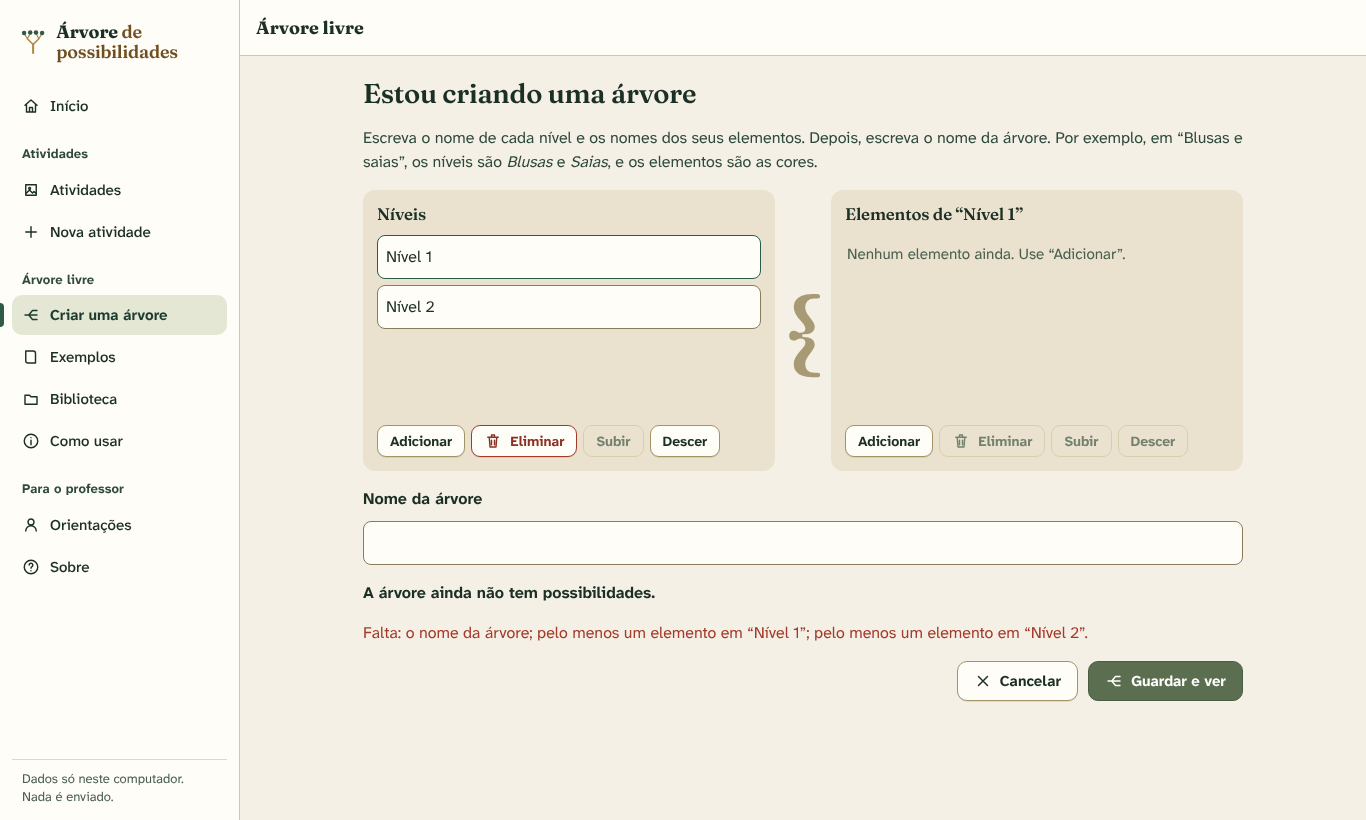 Árvore de
possibilidades
Início
Atividades
Atividades
Nova atividade
Árvore livre
Criar uma árvore
Exemplos
Biblioteca
Como usar
Para o professor
Orientações
Sobre
Dados só neste computador.
Nada é enviado.
Árvore livre
Estou criando uma árvore
Escreva o nome de cada nível e os nomes dos seus elementos. Depois, escreva o nome da árvore. Por exemplo, em “Blusas e
saias”, os níveis são Blusas e Saias, e os elementos são as cores.
Níveis
Nível 1
Nível 2
Adicionar Eliminar Subir Descer
{
Elementos de “Nível 1”
Nenhum elemento ainda. Use “Adicionar”.
Adicionar Eliminar Subir Descer
Nome da árvore
A árvore ainda não tem possibilidades.
Falta: o nome da árvore; pelo menos um elemento em “Nível 1”; pelo menos um elemento em “Nível 2”.
Cancelar Guardar e ver